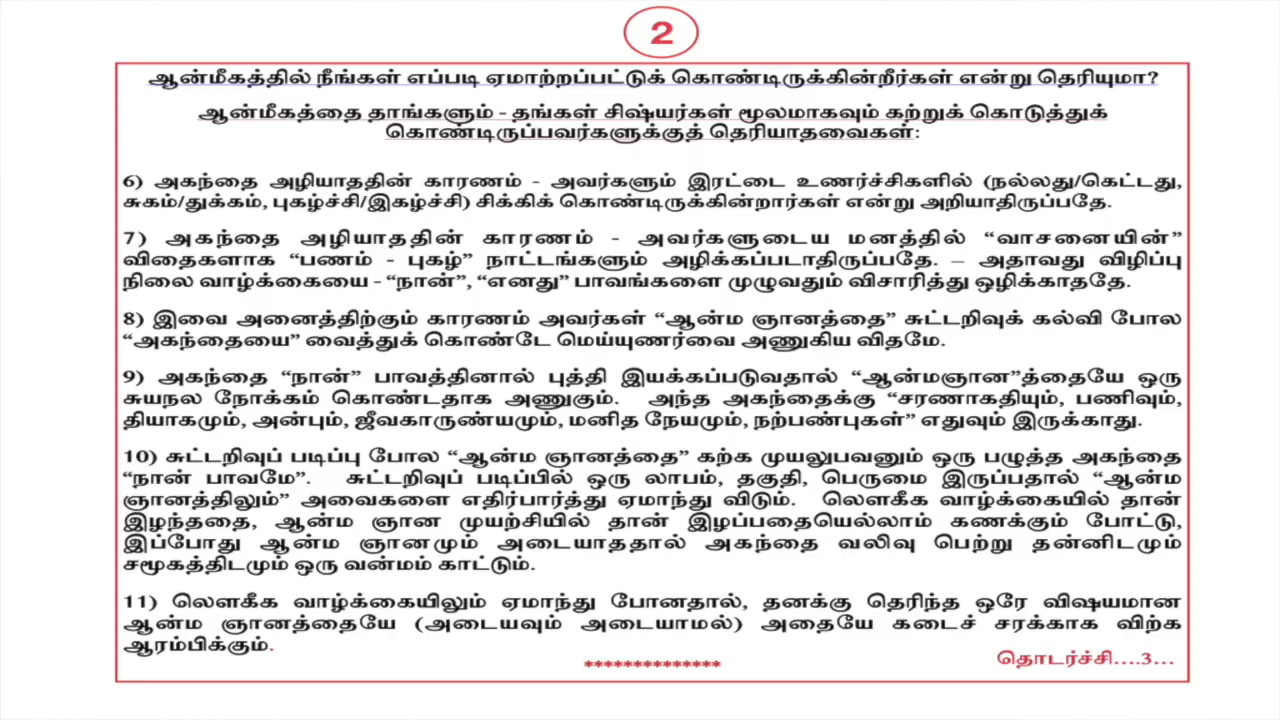 2
ஆன்மீகத்தில் நீங்கள் எப்படி ஏமாற்றப்பட்டுக் கொண்டிருக்கின்றீர்கள் என்று தெரியுமா?
ஆன்மீகத்தை தாங்களும் - தங்கள் சிஷ்யர்கள் மூலமாகவும் கற்றுக் கொடுத்துக்
கொண்டிருப்பவர்களுக்குத் தெரியாதவைகள்:
6) அகந்தை அழியாததின் காரணம் - அவர்களும் இரட்டை உணர்ச்சிகளில் (நல்லது/கெட்டது,
சுகம்/துக்கம், புகழ்ச்சி/இகழ்ச்சி) சிக்கிக் கொண்டிருக்கின்றார்கள் என்று அறியாதிருப்பதே.
7) அகந்தை அழியாததின் காரணம் - அவர்களுடைய மனத்தில் “வாசனையின்”
விதைகளாக “பணம் - புகழ்” நாட்டங்களும் அழிக்கப்படாதிருப்பதே. – அதாவது விழிப்பு
நிலை வாழ்க்கையை - “நான்”, “எனது” பாவங்களை முழுவதும் விசாரித்து ஒழிக்காததே.
8) இவை அனைத்திற்கும் காரணம் அவர்கள் “ஆன்ம ஞானத்தை” சுட்டறிவுக் கல்வி போல
“அகந்தையை” வைத்துக் கொண்டே மெய்யுணர்வை அணுகிய விதமே.
9) அகந்தை “நான்” பாவத்தினால் புத்தி இயக்கப்படுவதால் “ஆன்மஞான”த்தையே ஒரு
சுயநல நோக்கம் கொண்டதாக அணுகும். அந்த அகந்தைக்கு “சரணாகதியும், பணிவும்,
தியாகமும், அன்பும், ஜீவகாருண்யமும், மனித நேயமும், நற்பண்புகள்” எதுவும் இருக்காது.
10) சுட்டறிவுப் படிப்பு போல “ஆன்ம ஞானத்தை” கற்க முயலுபவனும் ஒரு பழுத்த அகந்தை
“நான் பாவமே”. சுட்டறிவுப் படிப்பில் ஒரு லாபம், தகுதி, பெருமை இருப்பதால் “ஆன்ம
ஞானத்திலும்” அவைகளை எதிர்பார்த்து ஏமாந்து விடும். லௌகீக வாழ்க்கையில் தான்
இழந்ததை, ஆன்ம ஞான முயற்சியில் தான் இழப்பதையெல்லாம் கணக்கும் போட்டு,
இப்போது ஆன்ம ஞானமும் அடையாததால் அகந்தை வலிவு பெற்று தன்னிடமும்
சமூகத்திடமும் ஒரு வன்மம் காட்டும்.
11) லௌகீக வாழ்க்கையிலும் ஏமாந்து போனதால், தனக்கு தெரிந்த ஒரே விஷயமான
ஆன்ம ஞானத்தையே (அடையவும் அடையாமல்) அதையே கடைச் சரக்காக விற்க
ஆரம்பிக்கும்.
**************
தொடர்ச்சி....3...